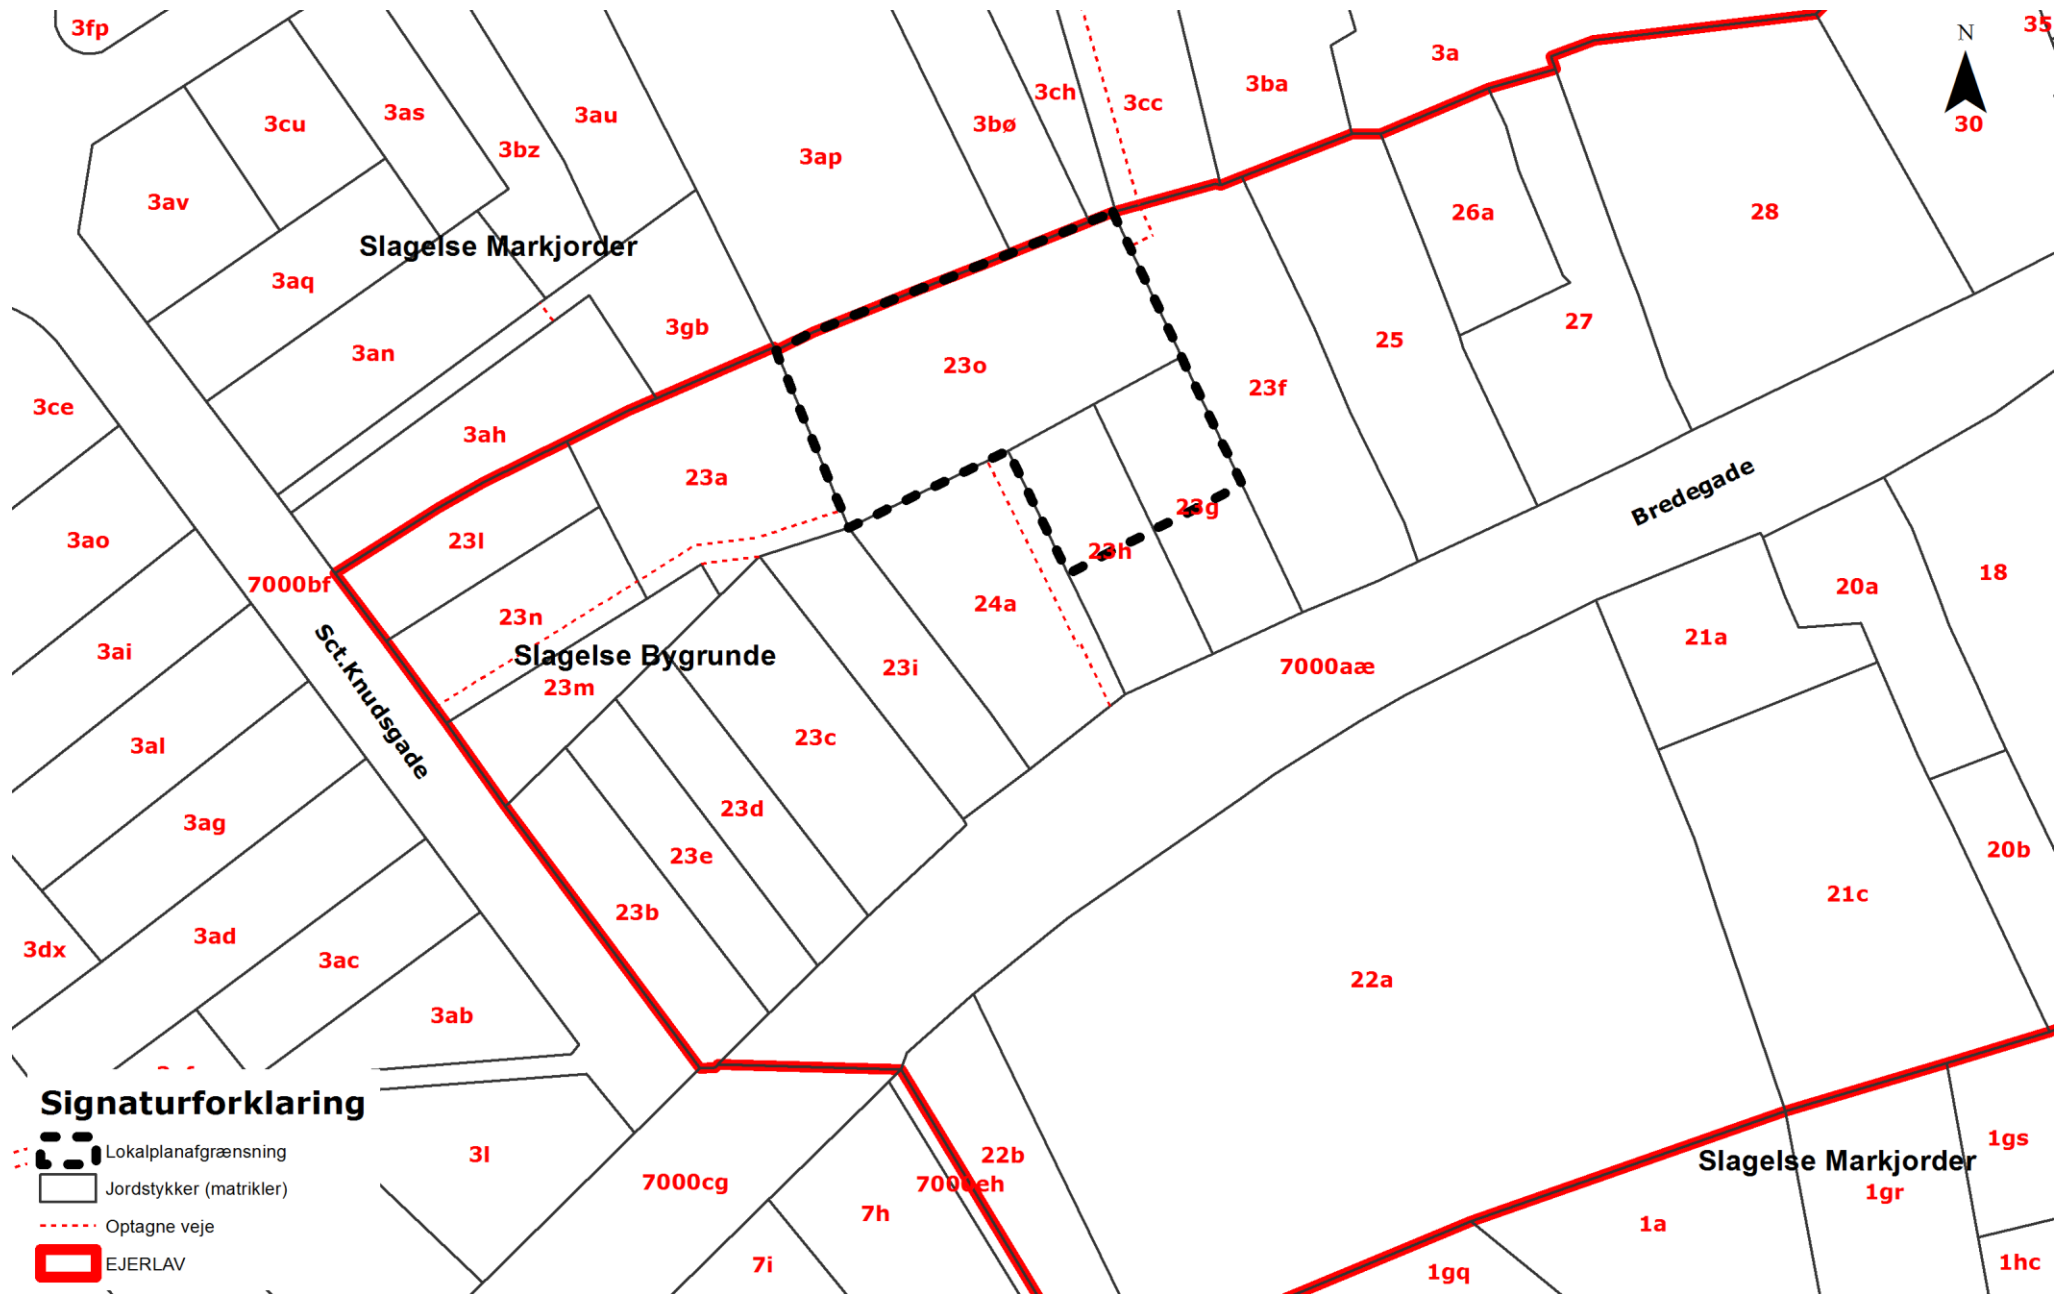 3fp
35
N
3a
3ba
3ch
3cc
3as
3au
3cu
3bø
30
3bz
3ap
3av
26a
28
Slagelse Markjorder
3aq
27
3gb
25
3an
23o
23f
3ce
3ah
23a
Bredegade
23g
3ao
23l
23h
18
7000bf
20a
24a
23n
21a
3ai
Sct.Knudsgade
Slagelse Bygrunde
23i
7000aæ
23m
3al
23c
23d
3ag
20b
23e
21c
23b
3ad
3dx
3ac
22a
3ab
Signaturforklaring
Lokalplanafgrænsning
Jordstykker (matrikler)
Optagne veje
EJERLAV
3l
22b
1gs
Slagelse Markjorder
7000cg
7000eh
1gr
7h
1a
7i
1gq
1hc